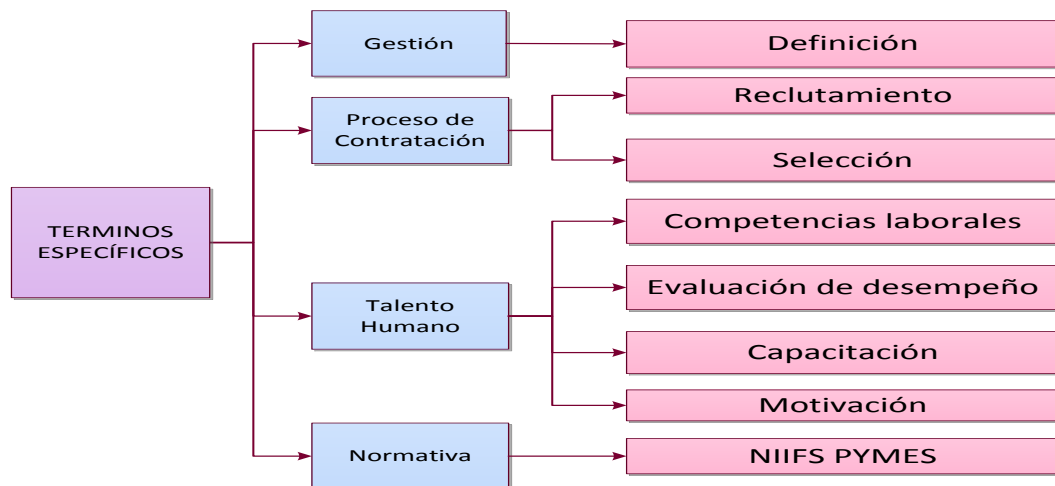 TERMINOS
ESPECÍFICOS
Gestión
Definición
Proceso de
Contratación
Reclutamiento
Selección
Talento
Humano
Competencias laborales
Evaluación de desempeño
Capacitación
Motivación
Normativa
NIIFS PYMES